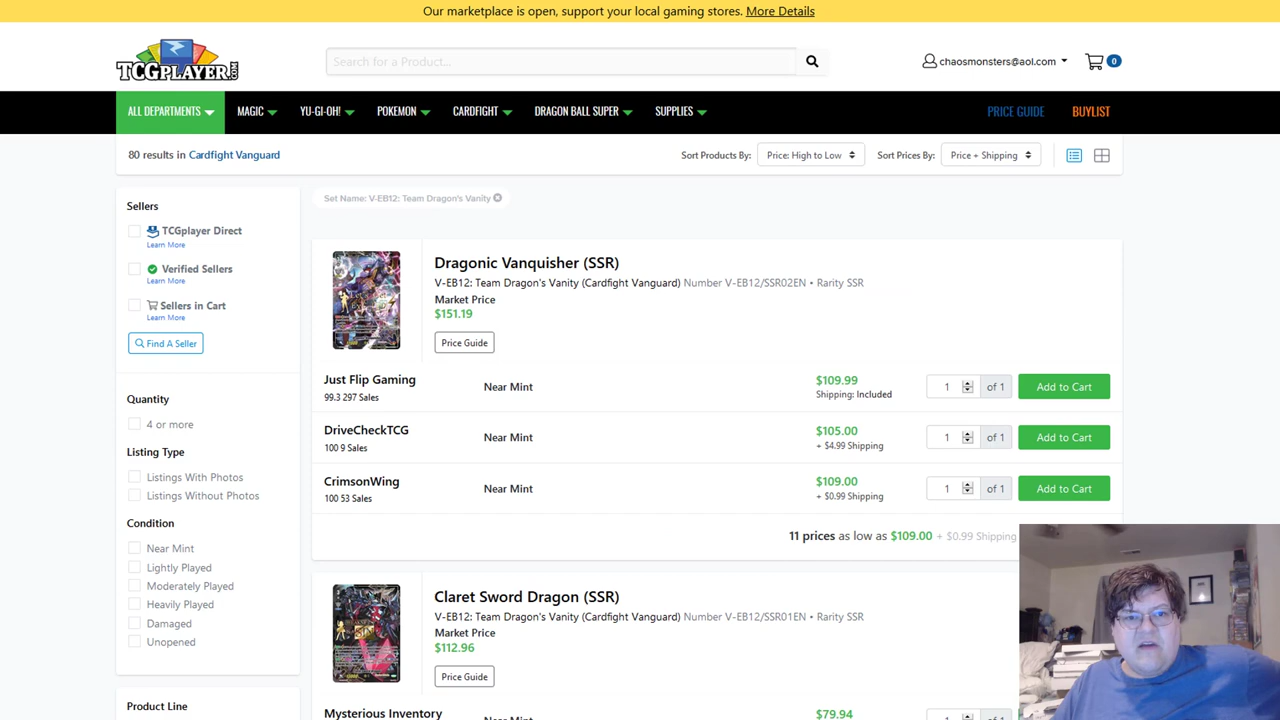 Our marketplace is open, support your local gaming stores. More Details
TCGPLAYER.COM
Search for a Product...
chaosmonsters@aol.com
0
ALL DEPARTMENTS
MAGIC
YU-GI-OH!
POKEMON
CARDFIGHT
DRAGON BALL SUPER
SUPPLIES
PRICE GUIDE
BUYLIST
80 results in Cardfight Vanguard
Sort Products By:
Price: High to Low
Sort Prices By:
Price + Shipping
Sellers
TCGplayer Direct
Learn More
Verified Sellers
Learn More
Sellers in Cart
Learn More
Find A Seller
Quantity
4 or more
Listing Type
Listings With Photos
Listings Without Photos
Condition
Near Mint
Lightly Played
Moderately Played
Heavily Played
Damaged
Unopened
Product Line
Set Name: V-EB12: Team Dragon's Vanity
Dragonic Vanquisher (SSR)
V-EB12: Team Dragon's Vanity (Cardfight Vanguard) Number V-EB12/SSR02EN • Rarity SSR
Market Price
$151.19
Price Guide
Just Flip Gaming
99.3 297 Sales
Near Mint
$109.99
Shipping: Included
1
of 1
Add to Cart
DriveCheckTCG
100 9 Sales
Near Mint
$105.00
+ $4.99 Shipping
1
of 1
Add to Cart
CrimsonWing
100 53 Sales
Near Mint
$109.00
+ $0.99 Shipping
1
of 1
Add to Cart
11 prices as low as $109.00 + $0.99 Shipping
Claret Sword Dragon (SSR)
V-EB12: Team Dragon's Vanity (Cardfight Vanguard) Number V-EB12/SSR01EN • Rarity SSR
Market Price
$112.96
Price Guide
Mysterious Inventory
$79.94